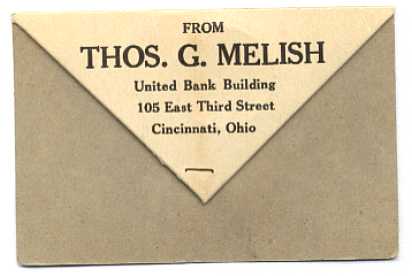 FROM
THOS. G. MELISH
United Bank Building
105 East Third Street
Cincinnati, Ohio